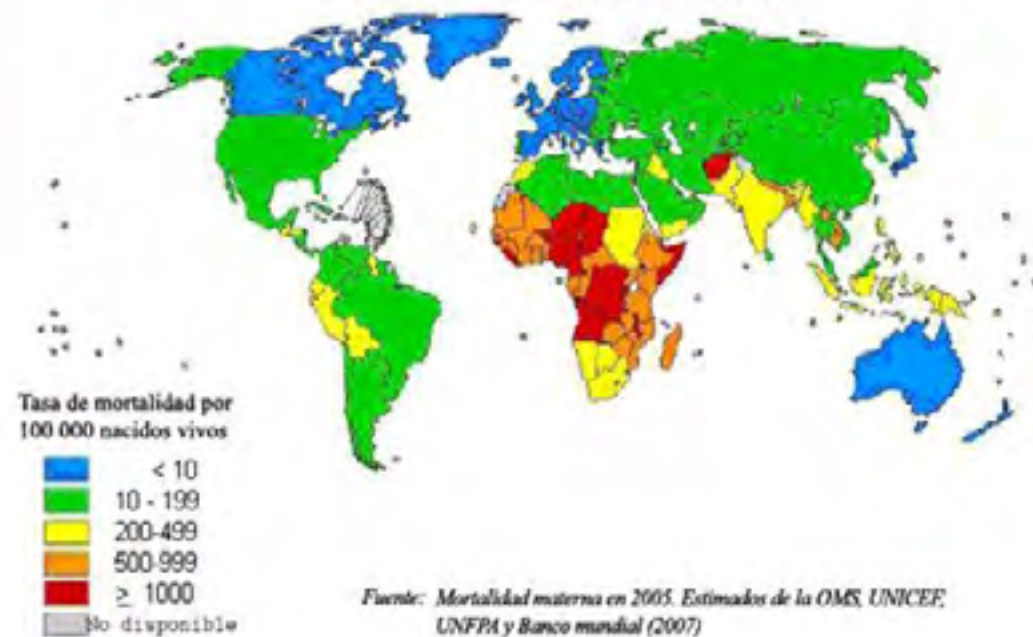 Tasa de mortalidad por
100 000 nacidos vivos
< 10
10 - 199
200-499
500-999
≥ 1000
No disponible
Fuente: Mortalidad materna en 2005. Estimados de la OMS, UNICEF,
UNFPA y Banco mundial (2007)